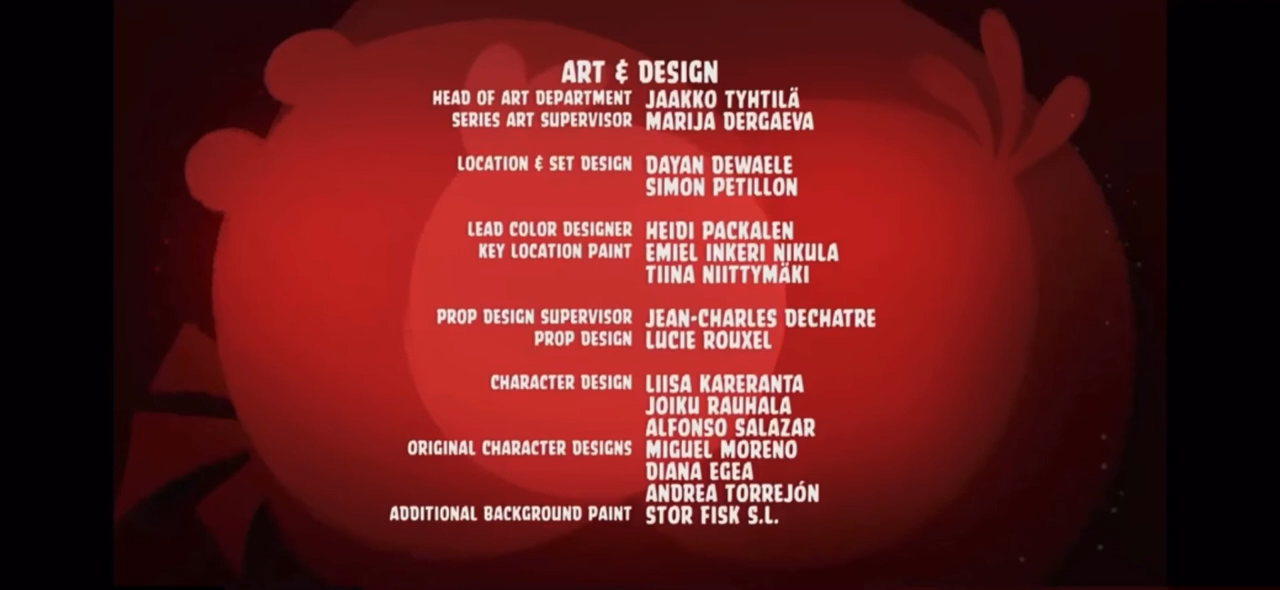 ART & DESIGN
HEAD OF ART DEPARTMENT JAAKKO TYHTILÄ
SERIES ART SUPERVISOR MARIJA DERGAEVA
LOCATION & SET DESIGN DAYAN DEWAELE
SIMON PETILLON
LEAD COLOR DESIGNER HEIDI PACKALEN
KEY LOCATION PAINT EMIEL INKERI NIKULA
TIINA NIITTYMÄKI
PROP DESIGN SUPERVISOR JEAN-CHARLES DECHATRE
PROP DESIGN LUCIE ROUXEL
CHARACTER DESIGN LIISA KARERANTA
JOIKU RAUHALA
ALFONSO SALAZAR
ORIGINAL CHARACTER DESIGNS MIGUEL MORENO
DIANA EGEA
ANDREA TORREJÓN
ADDITIONAL BACKGROUND PAINT STOR FISK S.L.